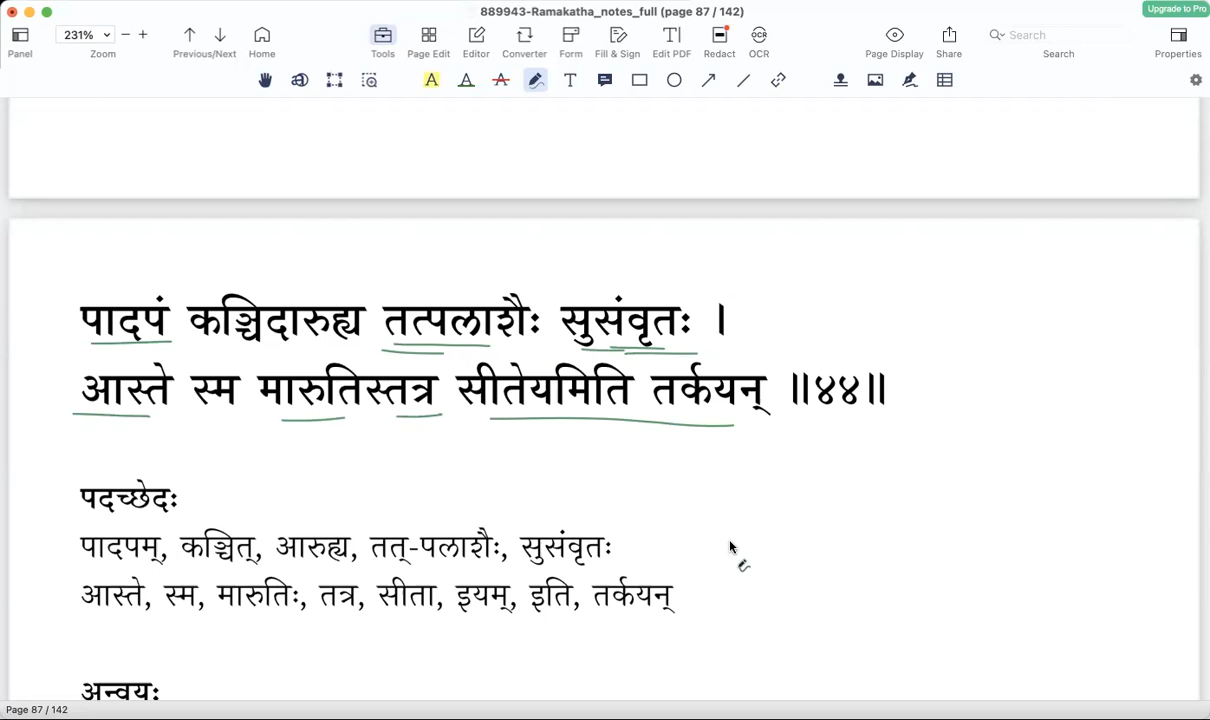 889943-Ramakatha_notes_full (page 87 / 142)
Upgrade to Pro
231%
Search
Panel Zoom Previous/Next Home Tools Page Edit Editor Converter Form Fill & Sign Edit PDF Redact OCR Page Display Share Search Properties
पादपं कञ्चिदारुह्य तत्पलाशैः सुसंवृतः ।
आस्ते स्म मारुतिस्तत्र सीतेयमिति तर्कयन् ॥४४॥
पदच्छेदः
पादपम्, कञ्चित्, आरुह्य, तत्-पलाशैः, सुसंवृतः
आस्ते, स्म, मारुतिः, तत्र, सीता, इयम्, इति, तर्कयन्
अन्वयः
Page 87 / 142